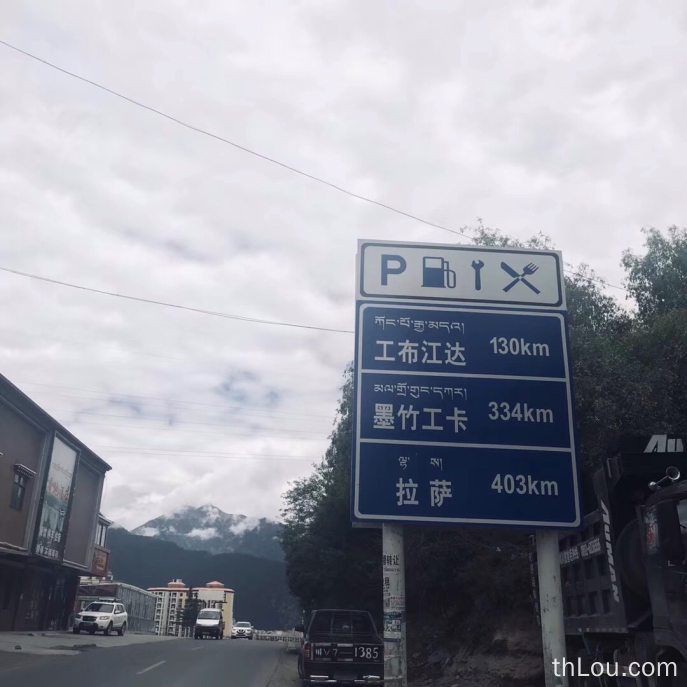 P
ཀོང་པོ་རྒྱ་མདའ།
工布江达 130km
མལ་གྲོ་གུང་དཀར།
墨竹工卡 334km
ལྷ་ ས།
拉萨 403km
1385
thLou.com